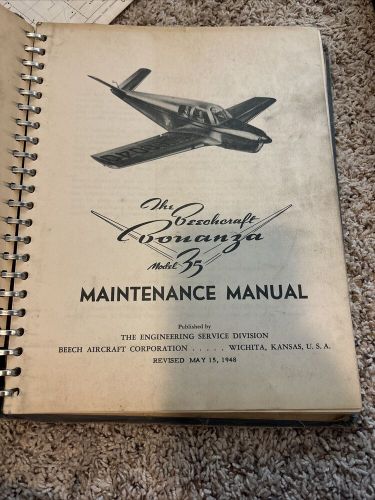 The Beechcraft
Bonanza
Model 35
MAINTENANCE MANUAL
Published by
THE ENGINEERING SERVICE DIVISION
BEECH AIRCRAFT CORPORATION . . . . . WICHITA, KANSAS, U. S. A.
REVISED MAY 15, 1948